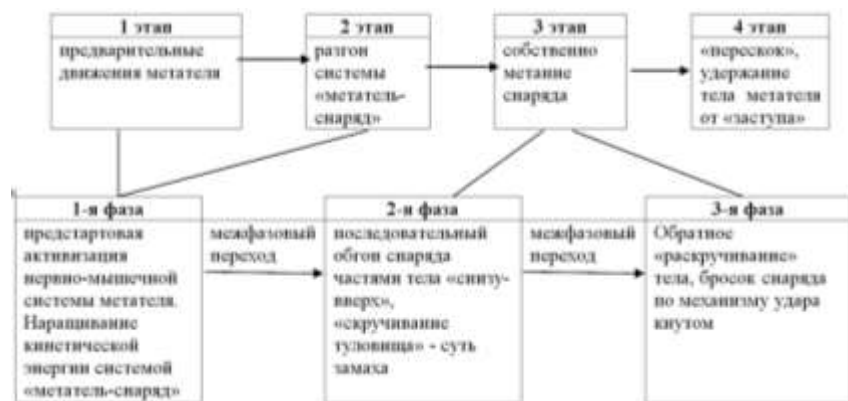 1 этап
предварительные
движения метателя
2 этап
разгон
системы
«метатель-
снаряд»
3 этап
собственно
метание
снаряда
4 этап
«перескок»,
удержание
тела метателя
от «заступа»
1-я фаза
предстартовая
активизация
нервно-мышечной
системы метателя.
Наращивание
кинетической
энергии системой
«метатель-снаряд»
межфазовый
переход
2-я фаза
последовательный
обгон снаряда
частями тела «снизу-
вверх»,
«скручивание
туловища» - суть
замаха
межфазовый
переход
3-я фаза
Обратное
«раскручивание»
тела, бросок снаряда
по механизму удара
кнутом